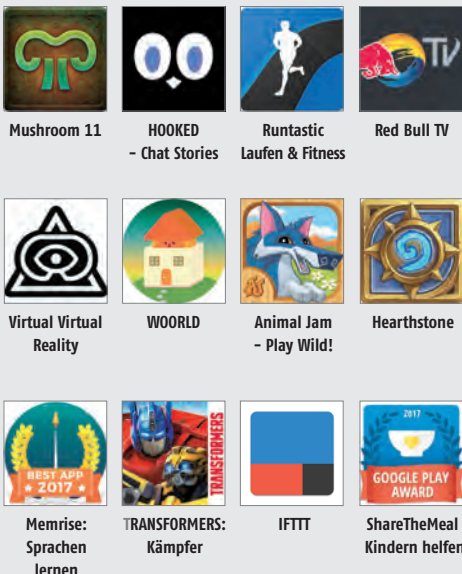 TV
Mushroom 11
HOOKED
– Chat Stories
Runtastic
Laufen & Fitness
Red Bull TV
Virtual Virtual
Reality
WOORLD
Animal Jam
– Play Wild!
Hearthstone
BEST APP
2017
TRANSFORMERS
2017
GOOGLE PLAY
AWARD
Memrise:
Sprachen
lernen
TRANSFORMERS:
Kämpfer
IFTTT
ShareTheMeal
Kindern helfen